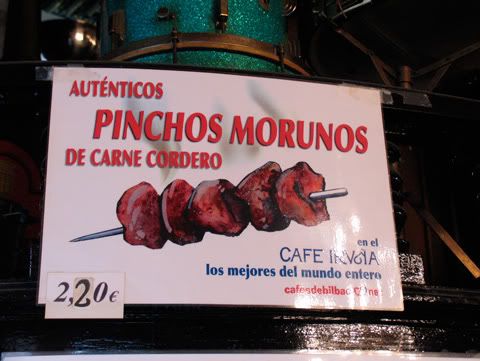 AUTÉNTICOS
PINCHOS MORUNOS
DE CARNE CORDERO
en el
CAFE
los mejores del mundo entero
2,20€